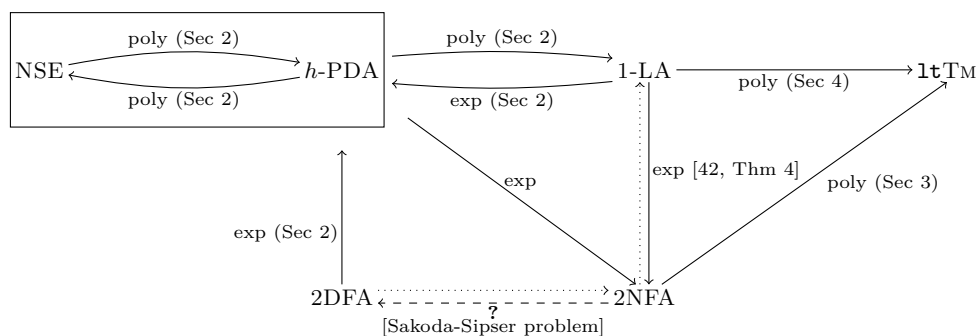 poly (Sec 2)
poly (Sec 2)
NSE
h-PDA
1-LA
ltTM
poly (Sec 2)
exp (Sec 2)
poly (Sec 4)
exp
exp [42, Thm 4]
poly (Sec 3)
exp (Sec 2)
2DFA
2NFA
?
[Sakoda-Sipser problem]